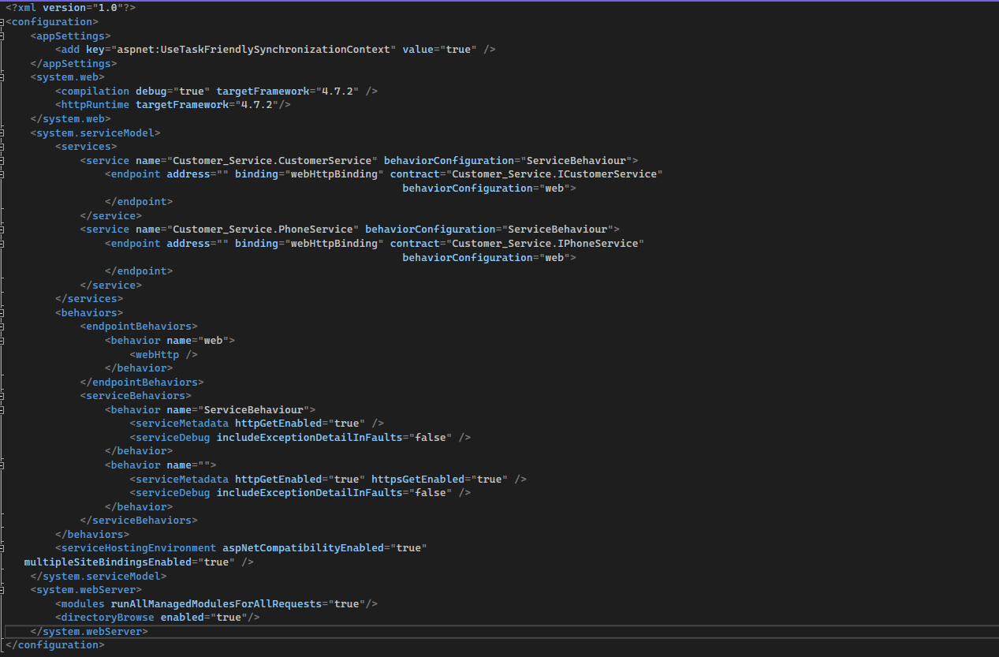 <?xml version="1.0"?>
<configuration>
    <appSettings>
        <add key="aspnet:UseTaskFriendlySynchronizationContext" value="true" />
    </appSettings>
    <system.web>
        <compilation debug="true" targetFramework="4.7.2" />
        <httpRuntime targetFramework="4.7.2"/>
    </system.web>
    <system.serviceModel>
        <services>
            <service name="Customer_Service.CustomerService" behaviorConfiguration="ServiceBehaviour">
                <endpoint address="" binding="webHttpBinding" contract="Customer_Service.ICustomerService"
                                                                behaviorConfiguration="web">
                </endpoint>
            </service>
            <service name="Customer_Service.PhoneService" behaviorConfiguration="ServiceBehaviour">
                <endpoint address="" binding="webHttpBinding" contract="Customer_Service.IPhoneService"
                                                                behaviorConfiguration="web">
                </endpoint>
            </service>
        </services>
        <behaviors>
            <endpointBehaviors>
                <behavior name="web">
                    <webHttp />
                </behavior>
            </endpointBehaviors>
            <serviceBehaviors>
                <behavior name="ServiceBehaviour">
                    <serviceMetadata httpGetEnabled="true" />
                    <serviceDebug includeExceptionDetailInFaults="false" />
                </behavior>
                <behavior name="">
                    <serviceMetadata httpGetEnabled="true" httpsGetEnabled="true" />
                    <serviceDebug includeExceptionDetailInFaults="false" />
                </behavior>
            </serviceBehaviors>
        </behaviors>
        <serviceHostingEnvironment aspNetCompatibilityEnabled="true"
   multipleSiteBindingsEnabled="true" />
    </system.serviceModel>
    <system.webServer>
        <modules runAllManagedModulesForAllRequests="true"/>
        <directoryBrowse enabled="true"/>
    </system.webServer>
</configuration>